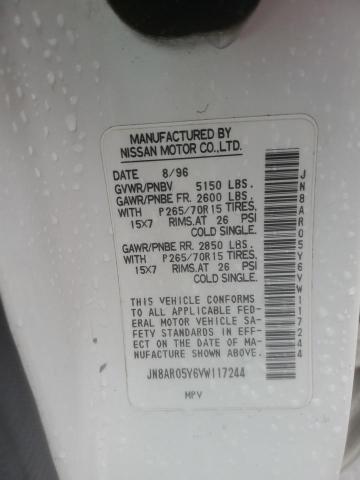 MANUFACTURED BY
NISSAN MOTOR CO.,LTD.
DATE 8/96
GVWR/PNBV 5150 LBS.
GAWR/PNBE FR. 2600 LBS.
WITH P265/70R15 TIRES,
15X7 RIMS.AT 26 PSI
COLD SINGLE.
GAWR/PNBE RR. 2850 LBS.
WITH P265/70R15 TIRES,
15X7 RIMS.AT 26 PSI
COLD SINGLE.
THIS VEHICLE CONFORMS
TO ALL APPLICABLE FED-
ERAL MOTOR VEHICLE SA-
FETY STANDARDS IN EFF-
ECT ON THE DATE OF MA-
NUFACTURE SHOWN ABOVE.
JN8AR05Y6VW117244
MPV
JN8AR05Y6VW117244